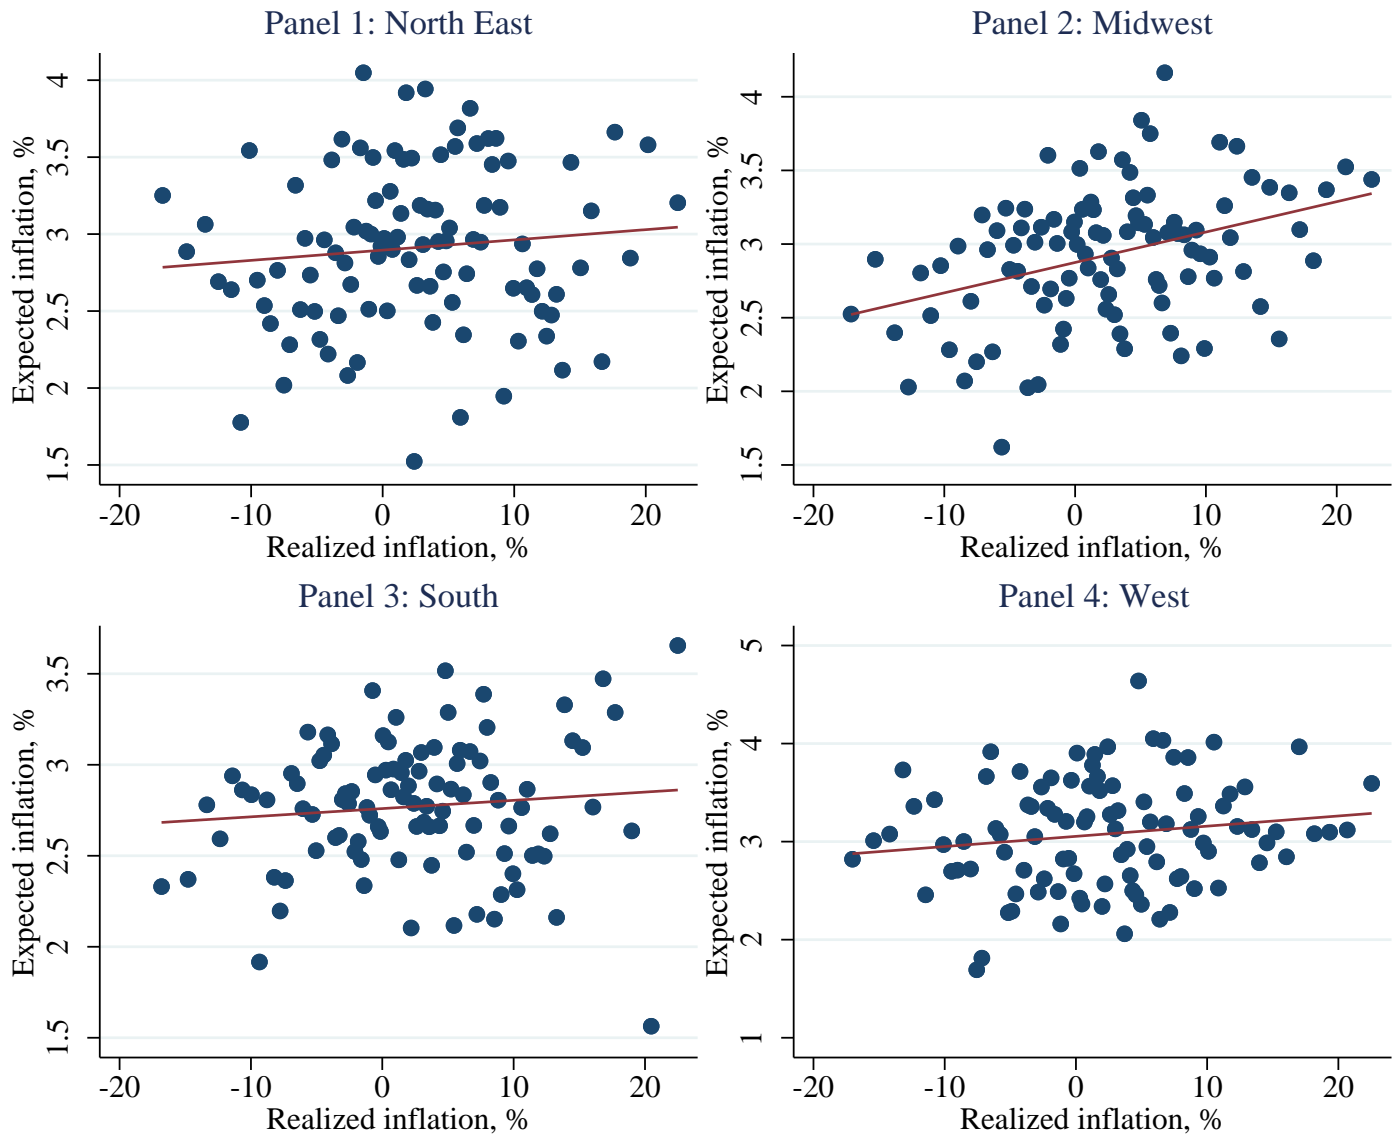 Panel 1: North East
Expected inflation, %
4
3.5
3
2.5
2
1.5
-20 -10 0 10 20
Realized inflation, %
Panel 2: Midwest
Expected inflation, %
4
3.5
3
2.5
2
1.5
-20 -10 0 10 20
Realized inflation, %
Panel 3: South
Expected inflation, %
3.5
3
2.5
2
1.5
-20 -10 0 10 20
Realized inflation, %
Panel 4: West
Expected inflation, %
5
4
3
2
1
-20 -10 0 10 20
Realized inflation, %